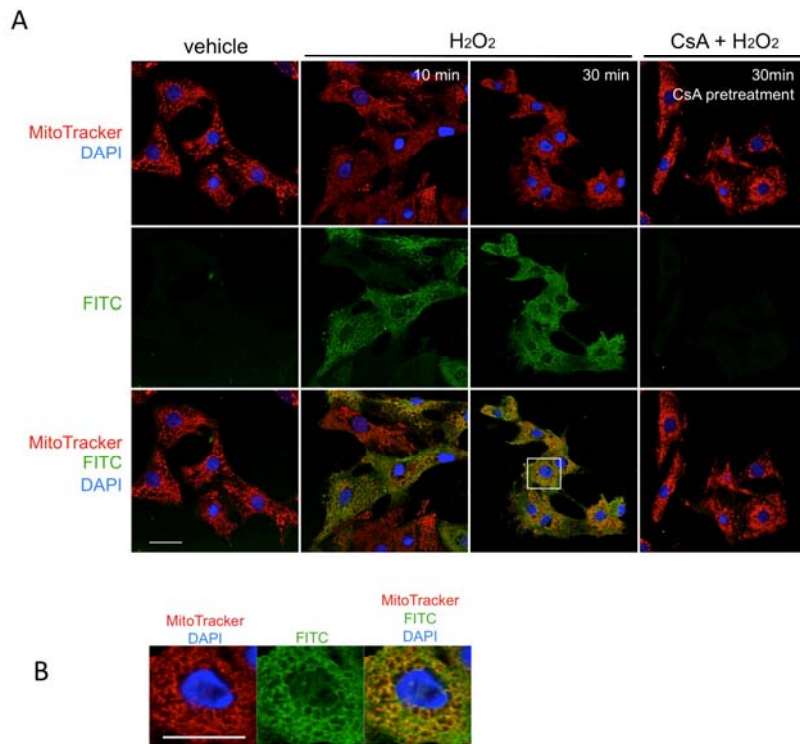 A
vehicle
H₂O₂
CsA + H₂O₂
10 min
30 min
30min
CsA pretreatment
MitoTracker
DAPI
FITC
MitoTracker
FITC
DAPI
B
MitoTracker
DAPI
FITC
MitoTracker
FITC
DAPI